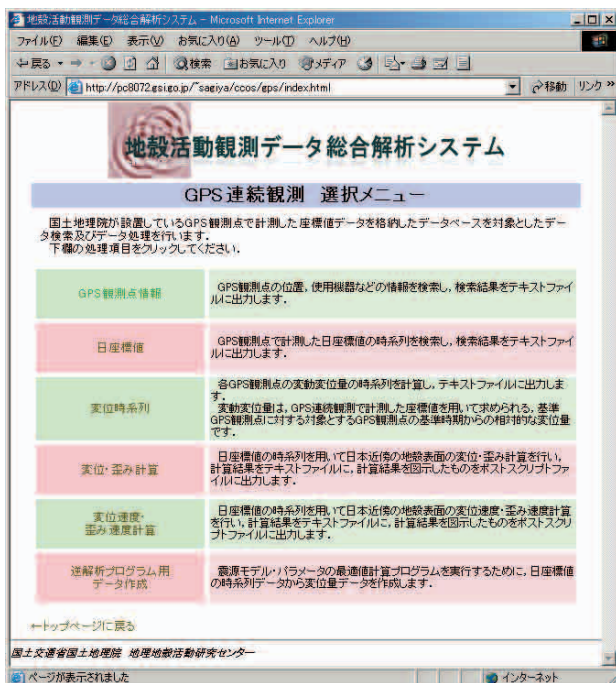 地殻活動観測データ総合解析システム - Microsoft Internet Explorer
ファイル(F) 編集(E) 表示(V) お気に入り(A) ツール(T) ヘルプ(H)
戻る 検索 お気に入り メディア
アドレス(D) http://pc8072.gsi.go.jp/~sagiya/ccos/gps/index.html 移動 リンク »
地殻活動観測データ総合解析システム
GPS連続観測 選択メニュー
国土地理院が設置しているGPS観測点で計測した座標値データを格納したデータベースを対象としたデー
タ検索及びデータ処理を行います.
下欄の処理項目をクリックしてください.
GPS観測点情報
GPS観測点の位置, 使用機器などの情報を検索し, 検索結果をテキストファイ
ルに出力します.
日座標値
GPS観測点で計測した日座標値の時系列を検索し, 検索結果をテキストファイ
ルに出力します.
変位時系列
各GPS観測点の変動変位量の時系列を計算し, テキストファイルに出力しま
す.
変動変位量は, GPS連続観測で計測した座標値を用いて求められる, 基準
GPS観測点に対する対象とするGPS観測点の基準時期からの相対的な変位量
です.
変位・歪み計算
日座標値の時系列を用いて日本近傍の地殻表面の変位・歪み計算を行い,
計算結果をテキストファイルに, 計算結果を図示したものをポストスクリプトファ
イルに出力します.
変位速度・
歪み速度計算
日座標値の時系列を用いて日本近傍の地殻表面の変位速度・歪み速度計算
を行い, 計算結果をテキストファイルに, 計算結果を図示したものをポストスクリ
プトファイルに出力します.
逆解析プログラム用
データ作成
震源モデル・パラメータの最適値計算プログラムを実行するために, 日座標値
の時系列データから変位量データを作成します.
←トップページに戻る
国土交通省国土地理院 地理地殻活動研究センター
ページが表示されました インターネット